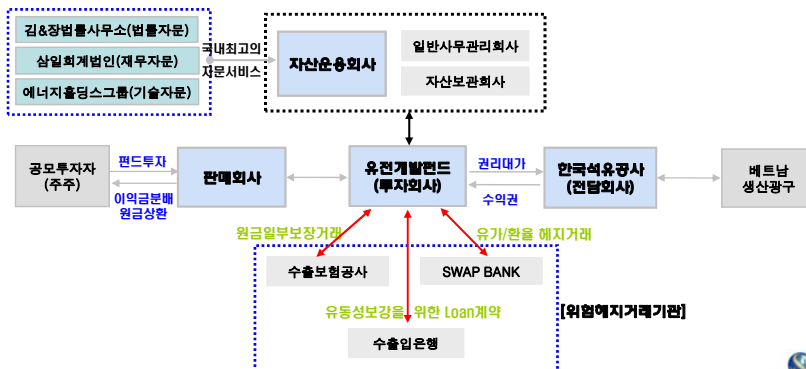 김&장법률사무소(법률자문)
삼일회계법인(재무자문)
에너지홀딩스그룹(기술자문)
국내최고의
자문서비스
자산운용회사
일반사무관리회사
자산보관회사
공모투자자
(주주)
펀드투자
이익금분배
원금상환
판매회사
유전개발펀드
(투자회사)
권리대가
수익권
한국석유공사
(전담회사)
베트남
생산광구
원금일부보장거래
유가/환율 헤지거래
수출보험공사
SWAP BANK
유동성보강을 위한 Loan계약
수출입은행
[위험헤지거래기관]